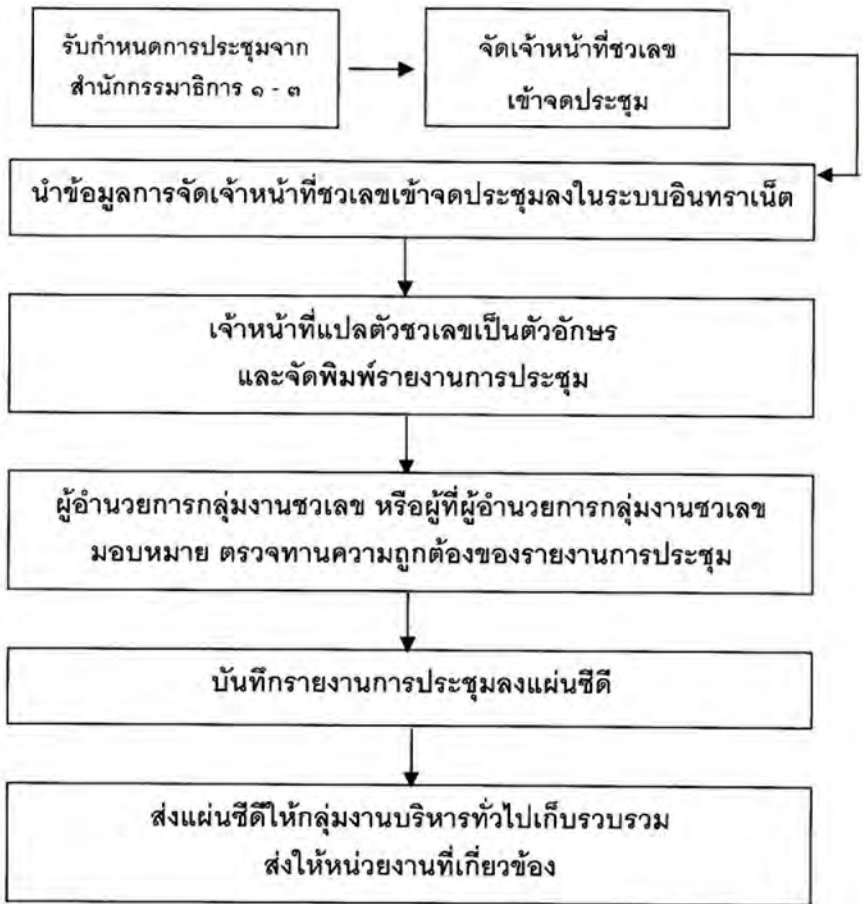 รับกำหนดการประชุมจาก
สำนักกรรมาธิการ ๑ - ๓
จัดเจ้าหน้าที่ชวเลข
เข้าจดประชุม
นำข้อมูลการจัดเจ้าหน้าที่ชวเลขเข้าจดประชุมลงในระบบอินทราเน็ต
เจ้าหน้าที่แปลตัวชวเลขเป็นตัวอักษร
และจัดพิมพ์รายงานการประชุม
ผู้อำนวยการกลุ่มงานชวเลข หรือผู้ที่ผู้อำนวยการกลุ่มงานชวเลข
มอบหมาย ตรวจทานความถูกต้องของรายงานการประชุม
บันทึกรายงานการประชุมลงแผ่นซีดี
ส่งแผ่นซีดีให้กลุ่มงานบริหารทั่วไปเก็บรวบรวม
ส่งให้หน่วยงานที่เกี่ยวข้อง